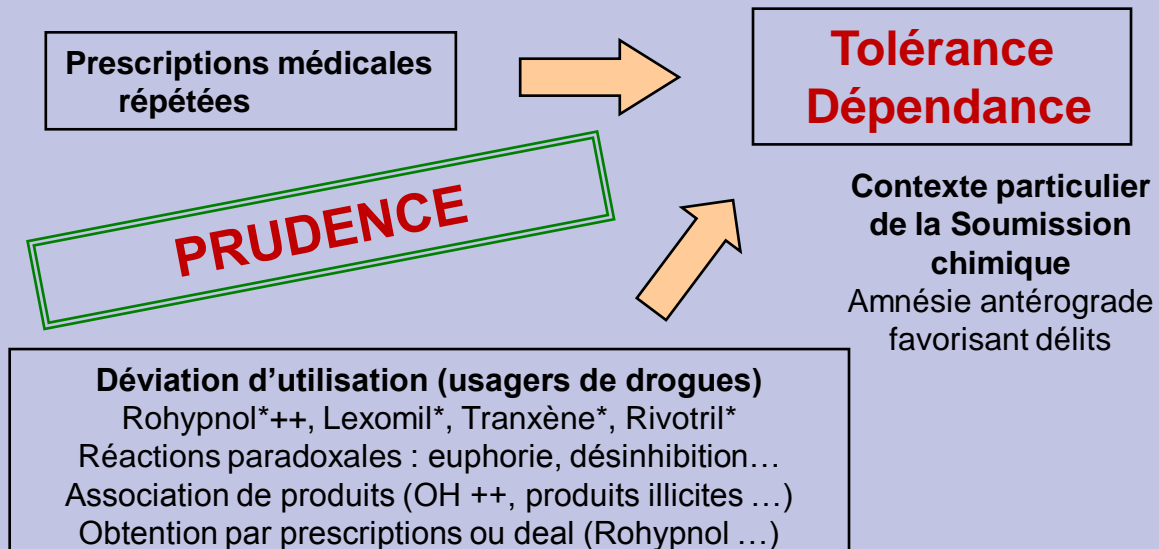 Prescriptions médicales
répétées
Tolérance
Dépendance
PRUDENCE
Contexte particulier
de la Soumission
chimique
Amnésie antérograde
favorisant délits
Déviation d’utilisation (usagers de drogues)
Rohypnol*++, Lexomil*, Tranxène*, Rivotril*
Réactions paradoxales : euphorie, désinhibition…
Association de produits (OH ++, produits illicites …)
Obtention par prescriptions ou deal (Rohypnol …)